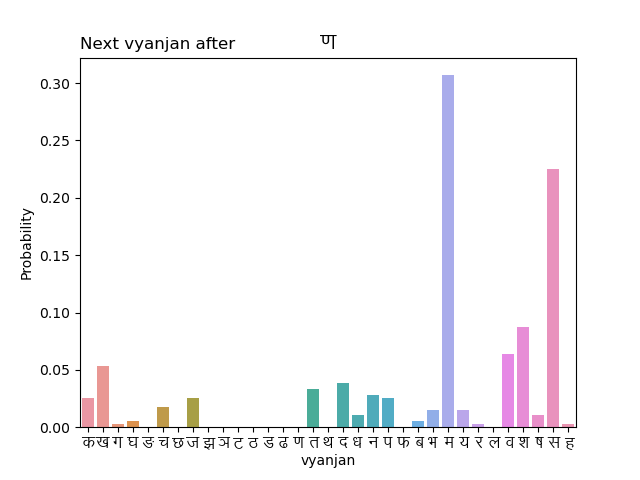 Next vyanjan after ण
0.30
0.25
0.20
0.15
0.10
0.05
0.00
Probability
क ख ग घ ङ च छ ज झ ञ ट ठ ड ढ ण त थ द ध न प फ ब भ म य र ल व श ष स ह
vyanjan